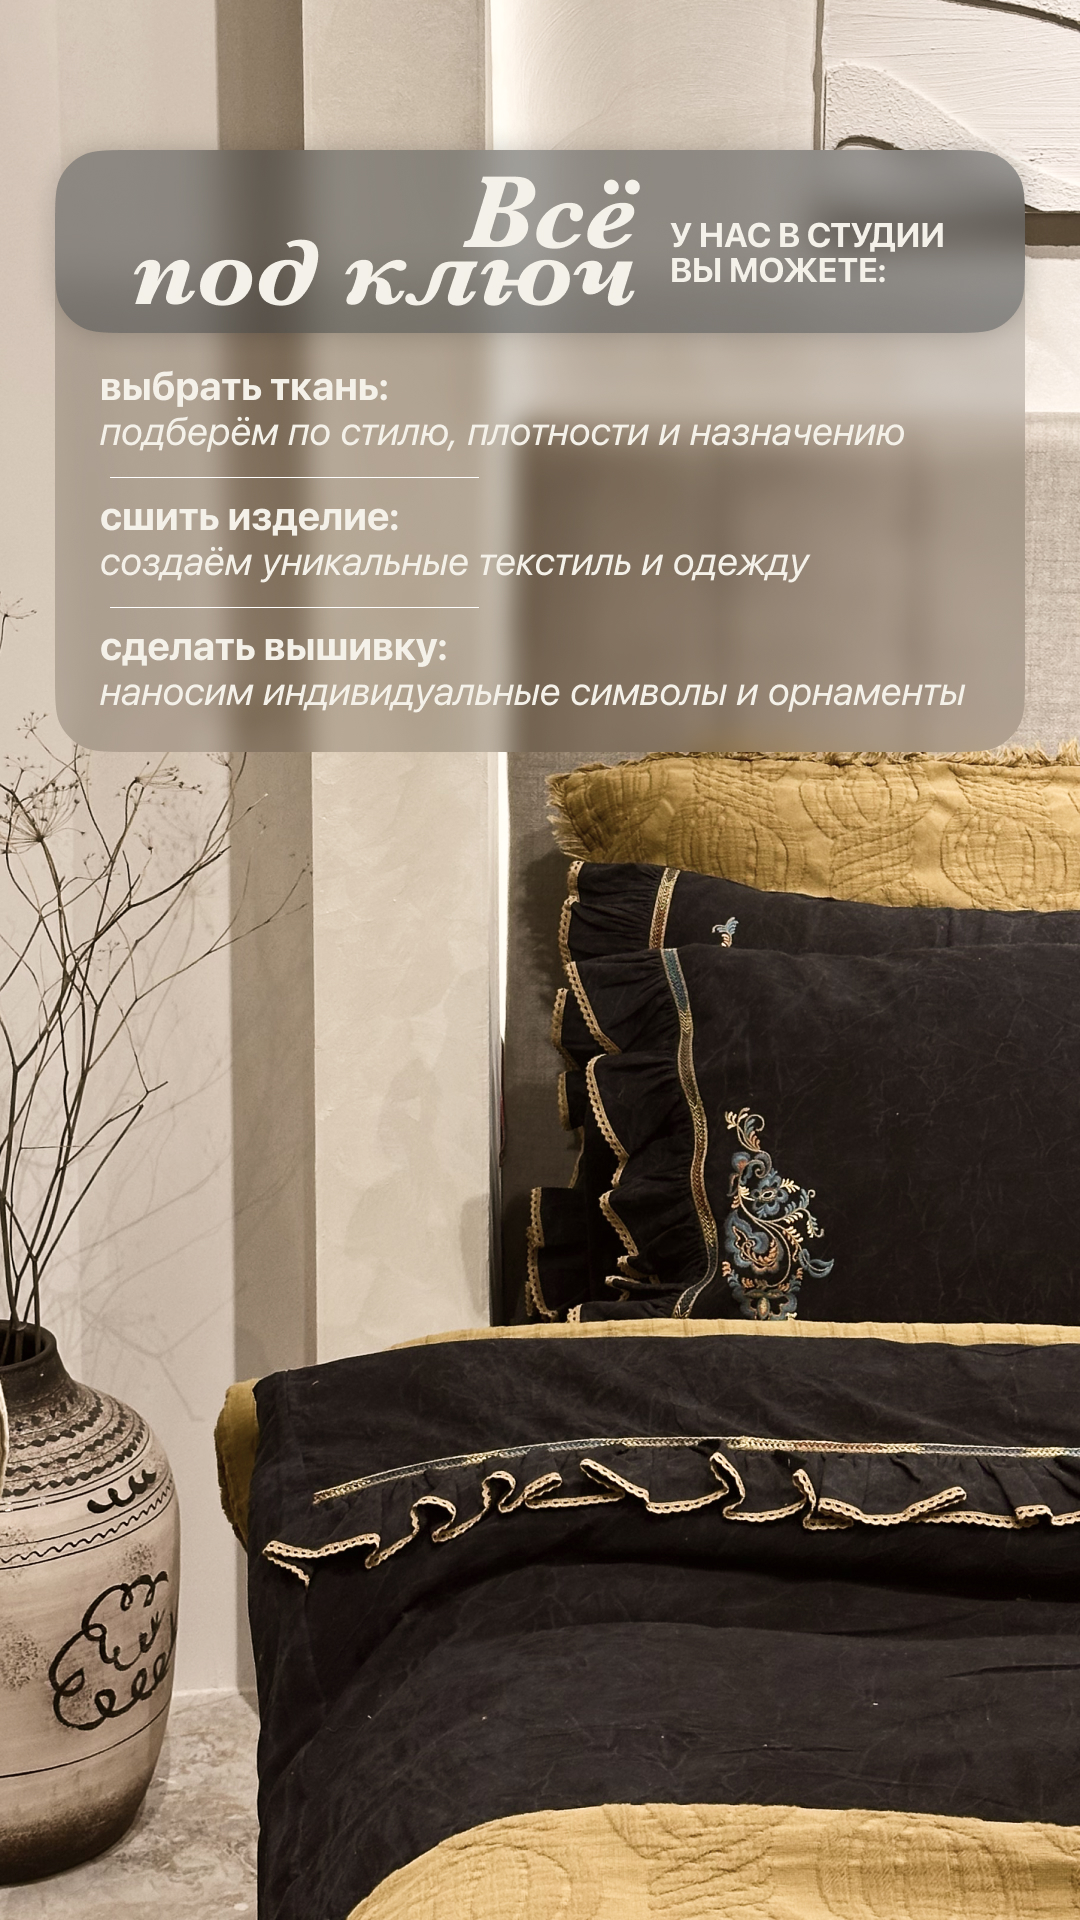 Всё
под ключ
У НАС В СТУДИИ
ВЫ МОЖЕТЕ:
выбрать ткань:
подберём по стилю, плотности и назначению
сшить изделие:
создаём уникальные текстиль и одежду
сделать вышивку:
наносим индивидуальные символы и орнаменты